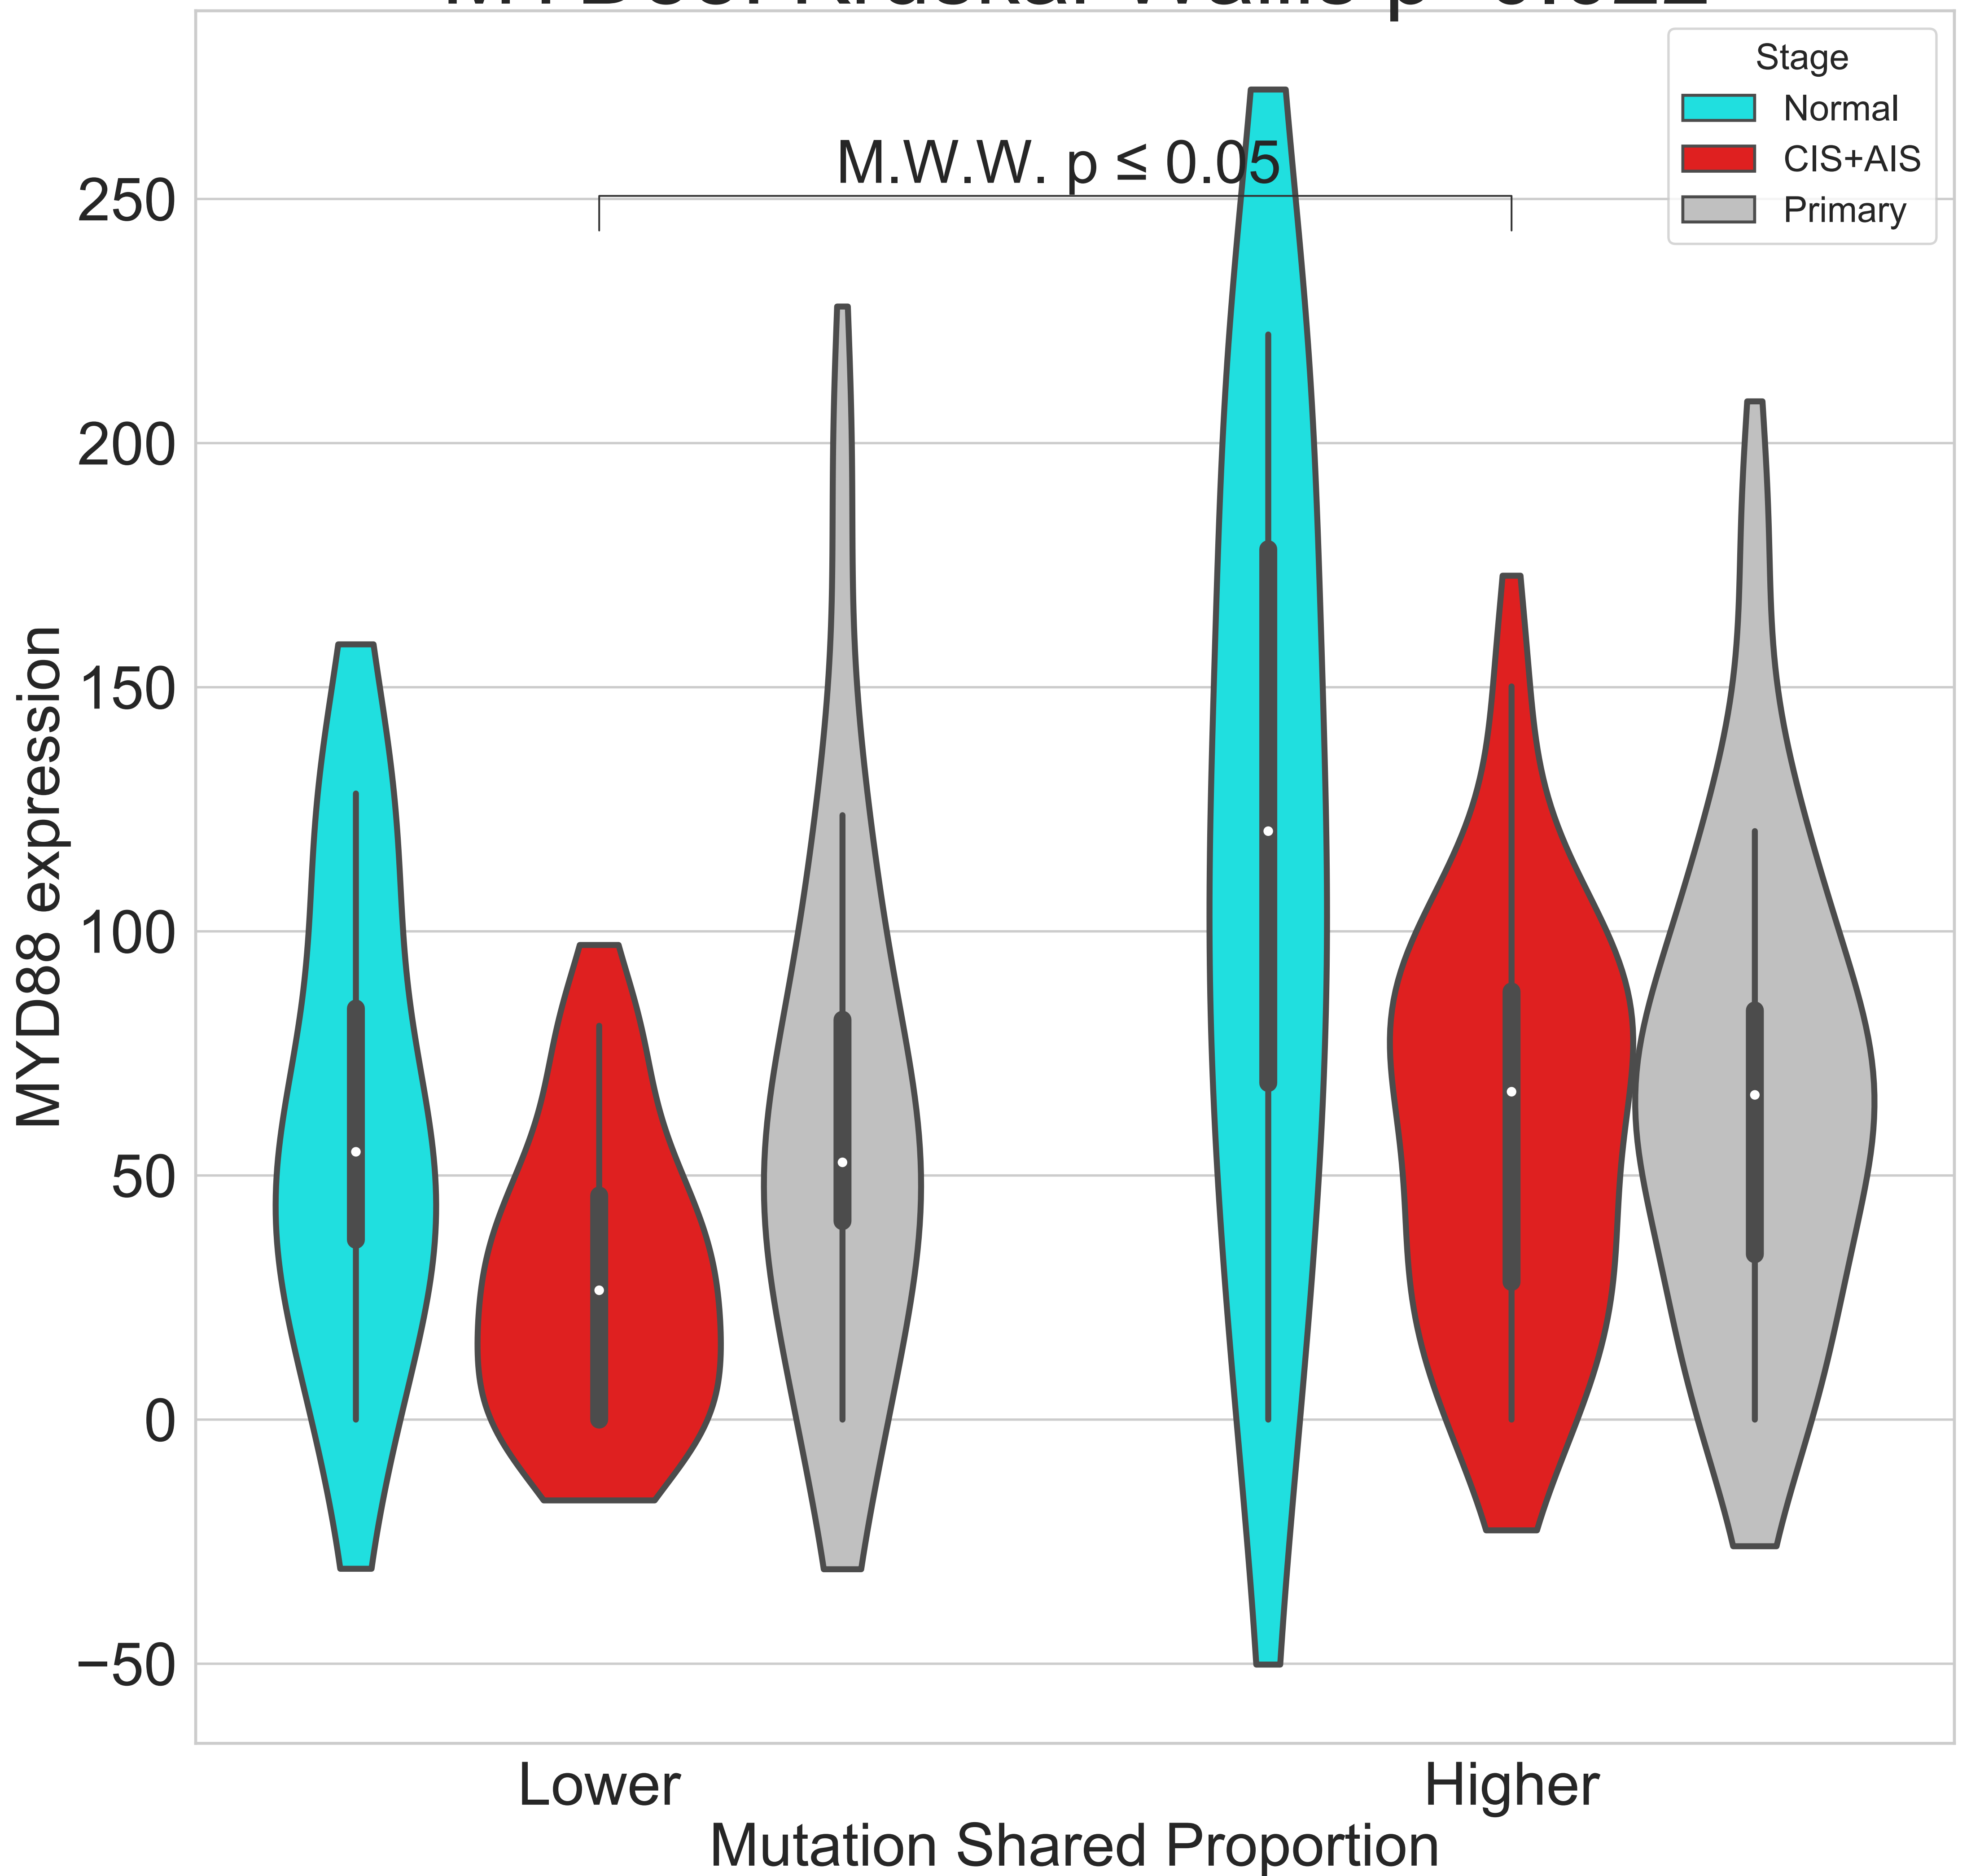 Stage
Normal
CIS+AIS
Primary
M.W.W. p ≤ 0.05
250
200
150
100
50
0
−50
MYD88 expression
Lower
Higher
Mutation Shared Proportion